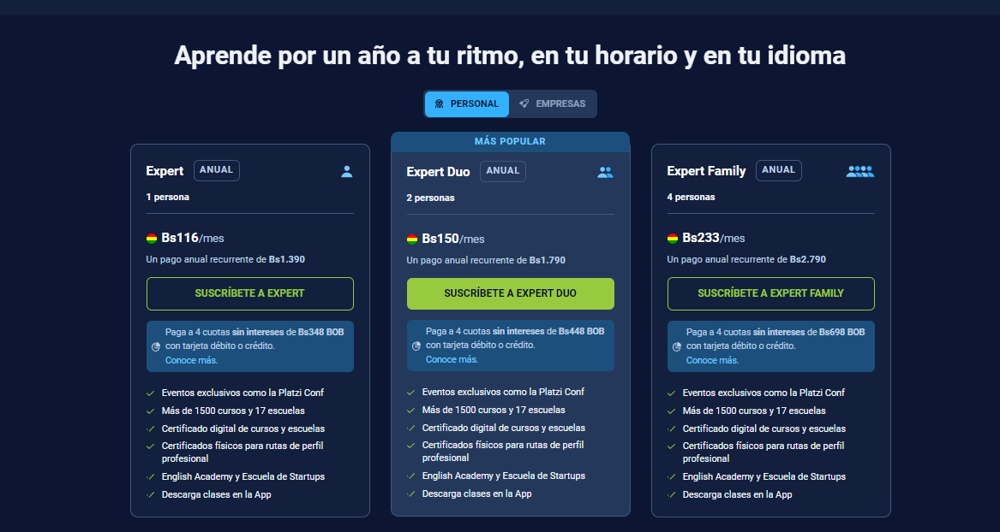 Aprende por un año a tu ritmo, en tu horario y en tu idioma
PERSONAL
EMPRESAS
Expert
ANUAL
1 persona
Bs116/mes
Un pago anual recurrente de Bs1.390
SUSCRÍBETE A EXPERT
Paga a 4 cuotas sin intereses de Bs348 BOB
con tarjeta débito o crédito.
Conoce más.
Eventos exclusivos como la Platzi Conf
Más de 1500 cursos y 17 escuelas
Certificado digital de cursos y escuelas
Certificados físicos para rutas de perfil
profesional
English Academy y Escuela de Startups
Descarga clases en la App
MÁS POPULAR
Expert Duo
ANUAL
2 personas
Bs150/mes
Un pago anual recurrente de Bs1.790
SUSCRÍBETE A EXPERT DUO
Paga a 4 cuotas sin intereses de Bs448 BOB
con tarjeta débito o crédito.
Conoce más.
Eventos exclusivos como la Platzi Conf
Más de 1500 cursos y 17 escuelas
Certificado digital de cursos y escuelas
Certificados físicos para rutas de perfil
profesional
English Academy y Escuela de Startups
Descarga clases en la App
Expert Family
ANUAL
4 personas
Bs233/mes
Un pago anual recurrente de Bs2.790
SUSCRÍBETE A EXPERT FAMILY
Paga a 4 cuotas sin intereses de Bs698 BOB
con tarjeta débito o crédito.
Conoce más.
Eventos exclusivos como la Platzi Conf
Más de 1500 cursos y 17 escuelas
Certificado digital de cursos y escuelas
Certificados físicos para rutas de perfil
profesional
English Academy y Escuela de Startups
Descarga clases en la App